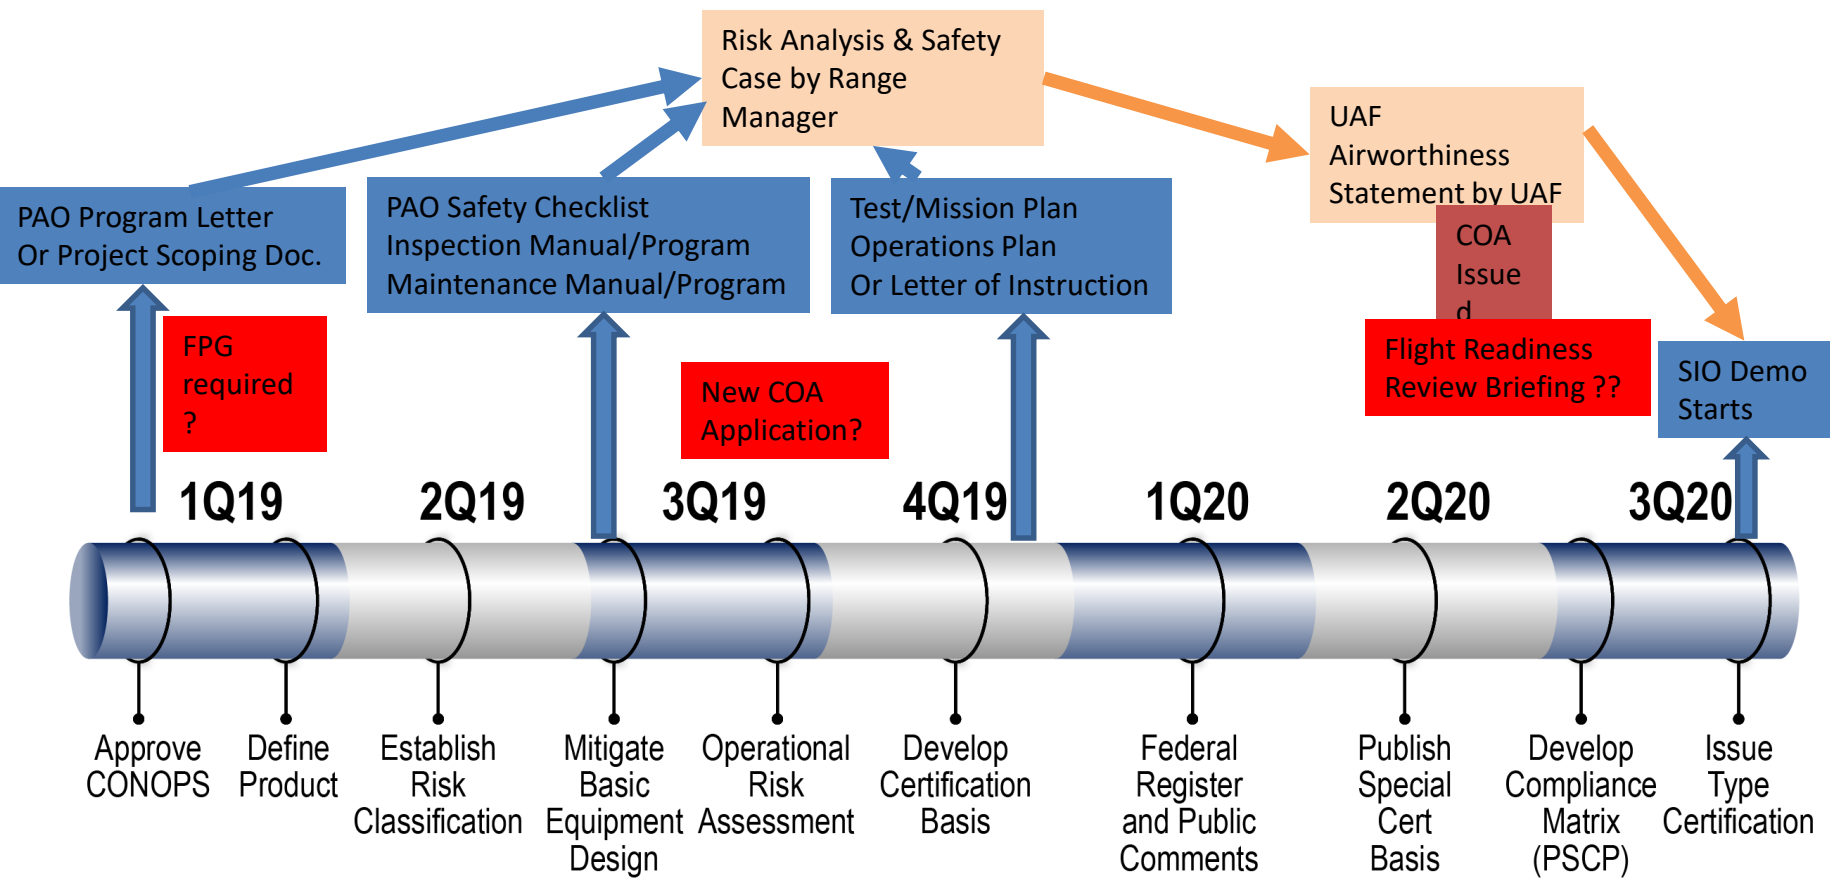 Risk Analysis & Safety
Case by Range
Manager
UAF
Airworthiness
Statement by UAF
PAO Program Letter
Or Project Scoping Doc.
PAO Safety Checklist
Inspection Manual/Program
Maintenance Manual/Program
Test/Mission Plan
Operations Plan
Or Letter of Instruction
COA
Issue
d
FPG
required
?
New COA
Application?
Flight Readiness
Review Briefing ??
SIO Demo
Starts
1Q19
2Q19
3Q19
4Q19
1Q20
2Q20
3Q20
Approve
CONOPS
Define
Product
Establish
Risk
Classification
Mitigate
Basic
Equipment
Design
Operational
Risk
Assessment
Develop
Certification
Basis
Federal
Register
and Public
Comments
Publish
Special
Cert
Basis
Develop
Compliance
Matrix
(PSCP)
Issue
Type
Certification